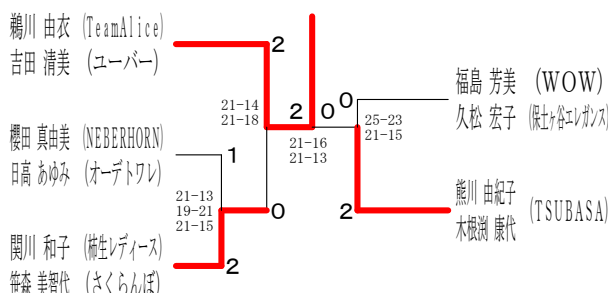 鵜川 由衣 (TeamAlice)
吉田 清美 (ユーバー)
2
21-14
21-18
2
0
0
25-23
21-15
福島 芳美 (WOW)
久松 宏子 (保土ヶ谷エレガンス)
櫻田 真由美 (NEBERHORN)
日高 あゆみ (オーデトワレ)
1
21-16
21-13
21-13
19-21
21-15
0
2
熊川 由紀子
木根渕 康代
(TSUBASA)
関川 和子 (柿生レディース)
笹森 美智代 (さくらんぼ)
2